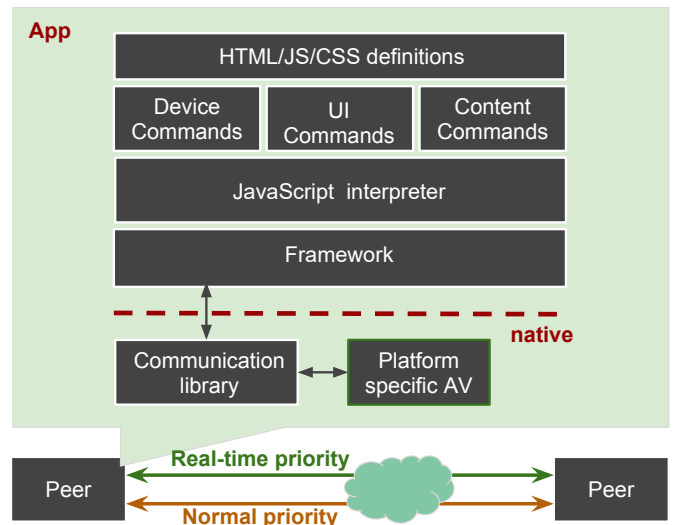 App
HTML/JS/CSS definitions
Device
Commands
UI
Commands
Content
Commands
JavaScript interpreter
Framework
native
Communication
library
Platform
specific AV
Real-time priority
Peer
Peer
Normal priority